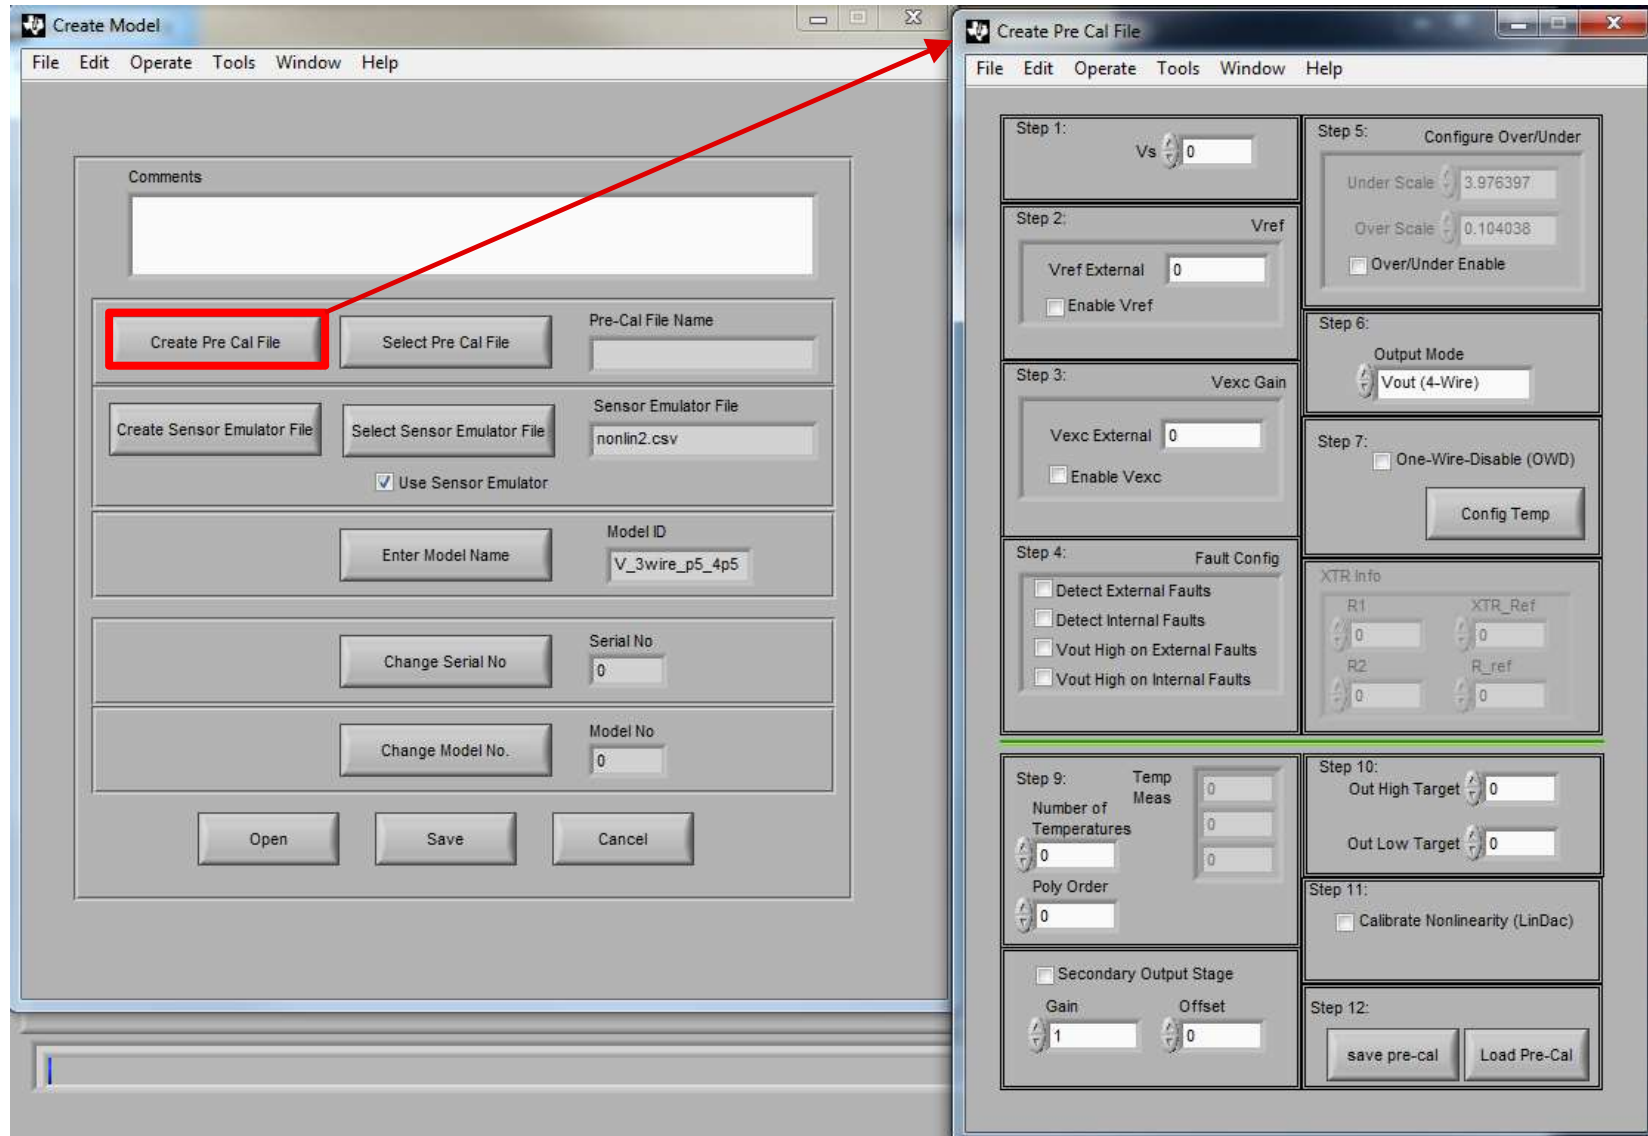 Create Model
File Edit Operate Tools Window Help
Comments
Create Pre Cal File
Select Pre Cal File
Pre-Cal File Name
Create Sensor Emulator File
Select Sensor Emulator File
Sensor Emulator File
nonlin2.csv
Use Sensor Emulator
Enter Model Name
Model ID
V_3wire_p5_4p5
Change Serial No
Serial No
0
Change Model No.
Model No
0
Open
Save
Cancel
Create Pre Cal File
File Edit Operate Tools Window Help
Step 1:
Vs 0
Step 2:
Vref
Vref External 0
Enable Vref
Step 3:
Vexc Gain
Vexc External 0
Enable Vexc
Step 4:
Fault Config
Detect External Faults
Detect Internal Faults
Vout High on External Faults
Vout High on Internal Faults
Step 5:
Configure Over/Under
Under Scale 3.976397
Over Scale 0.104038
Over/Under Enable
Step 6:
Output Mode
Vout (4-Wire)
Step 7:
One-Wire-Disable (OWD)
Config Temp
XTR Info
R1 XTR_Ref
0 0
R2 R_ref
0 0
Step 9:
Number of
Temperatures
0
Poly Order
0
Temp
Meas
0
0
0
Secondary Output Stage
Gain Offset
1 0
Step 10:
Out High Target 0
Out Low Target 0
Step 11:
Calibrate Nonlinearity (LinDac)
Step 12:
save pre-cal
Load Pre-Cal